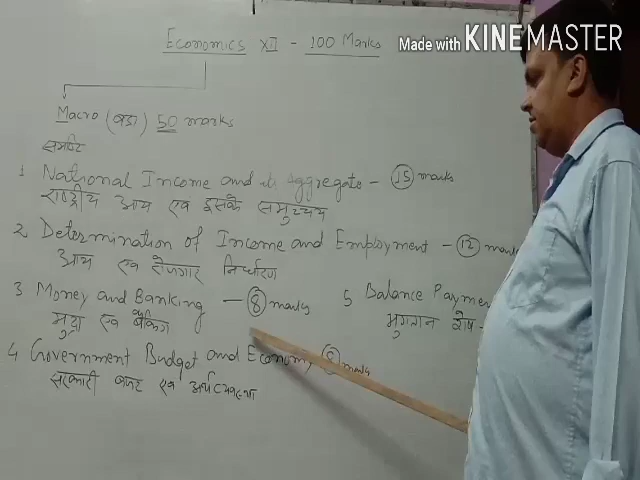 Economics XII - 100 Marks
Made with KINEMASTER
Macro (बड़ा) 50 marks
समष्टि
1 National Income and its aggregate - 15 marks
राष्ट्रीय आय एवं इसके समुच्चय
2 Determination of Income and Employment - 12 mark
आय एवं रोजगार निर्धारण
3 Money and Banking - 8 marks
मुद्रा एवं बैंकिंग
4 Government Budget and Economy mark
सरकारी बजट एवं अर्थव्यवस्था
5 Balance Paymen
भुगतान शेष -